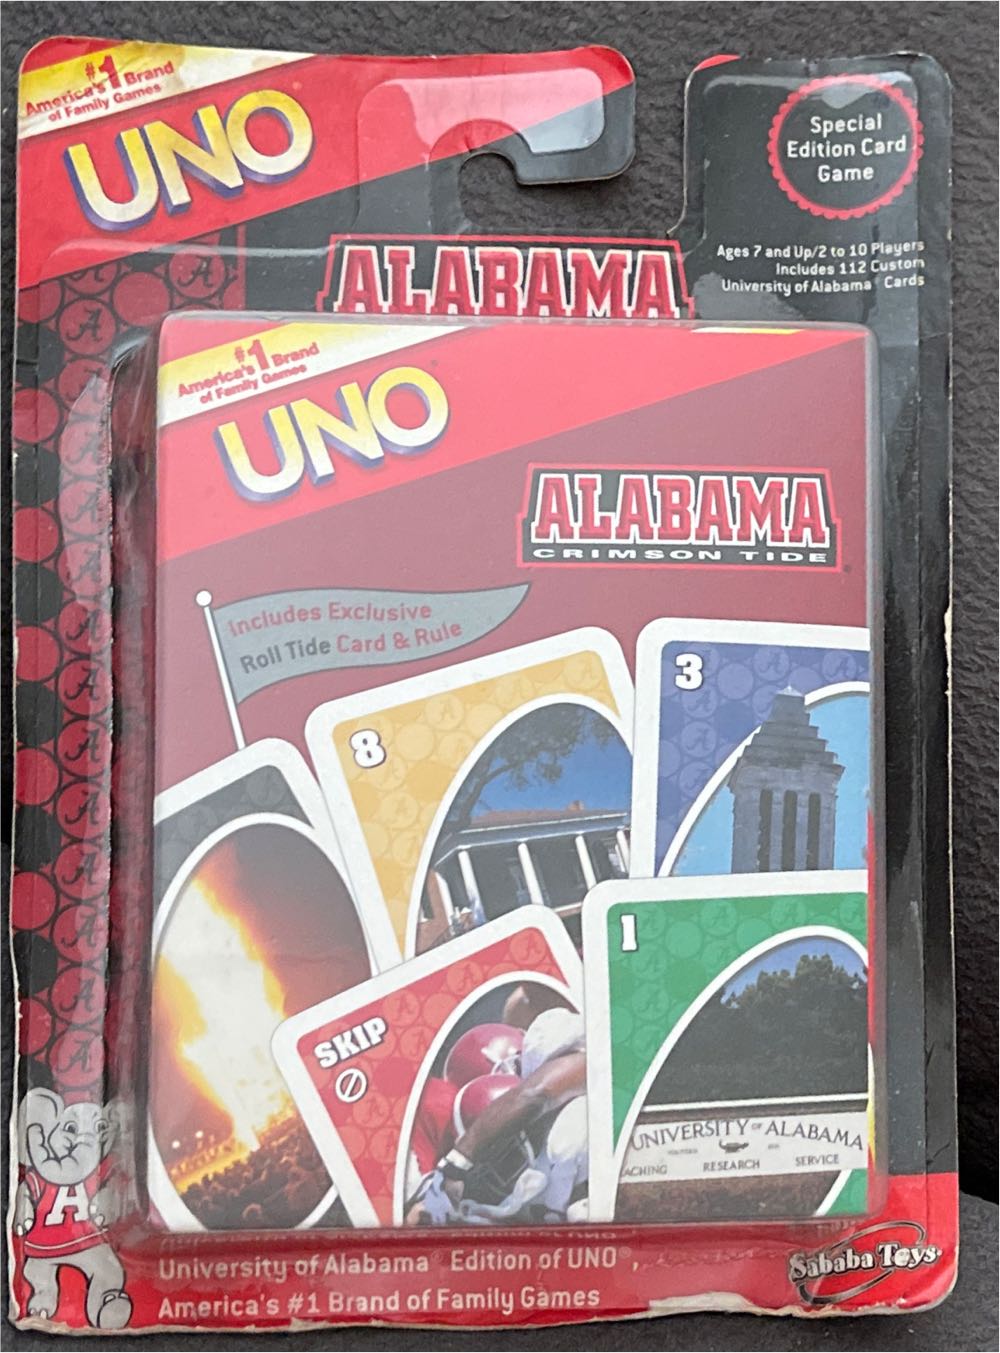 #1
America's Brand
of Family Games
UNO
Special
Edition Card
Game
Ages 7 and Up/2 to 10 Players
Includes 112 Custom
University of Alabama Cards
ALABAMA
#1
America's Brand
of Family Games
UNO
ALABAMA
CRIMSON TIDE
Includes Exclusive
Roll Tide Card & Rule
8
3
SKIP
1
UNIVERSITY OF ALABAMA
ACHING RESEARCH SERVICE
A
University of Alabama® Edition of UNO®,
America's #1 Brand of Family Games
Sababa Toys